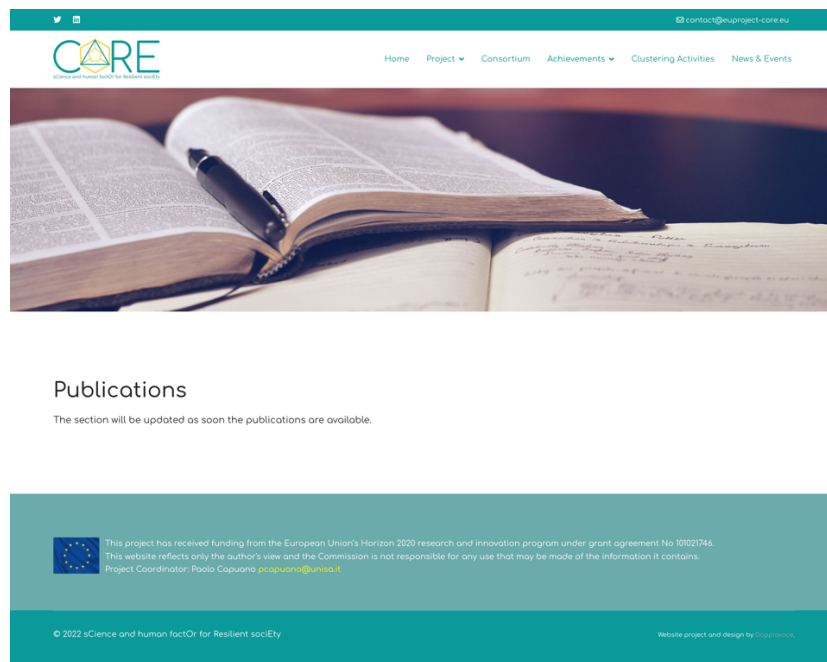 contact@euproject-core.eu
CORE
sCience and human factOr for Resilient sociEty
Home Project Consortium Achievements Clustering Activities News & Events
Publications
The section will be updated as soon the publications are available.
This project has received funding from the European Union's Horizon 2020 research and innovation program under grant agreement No 101021746.
This website reflects only the author's view and the Commission is not responsible for any use that may be made of the information it contains.
Project Coordinator: Paolo Capuano pcapuano@unisa.it
© 2022 sCience and human factOr for Resilient sociEty
Website project and design by Doppiavoce.